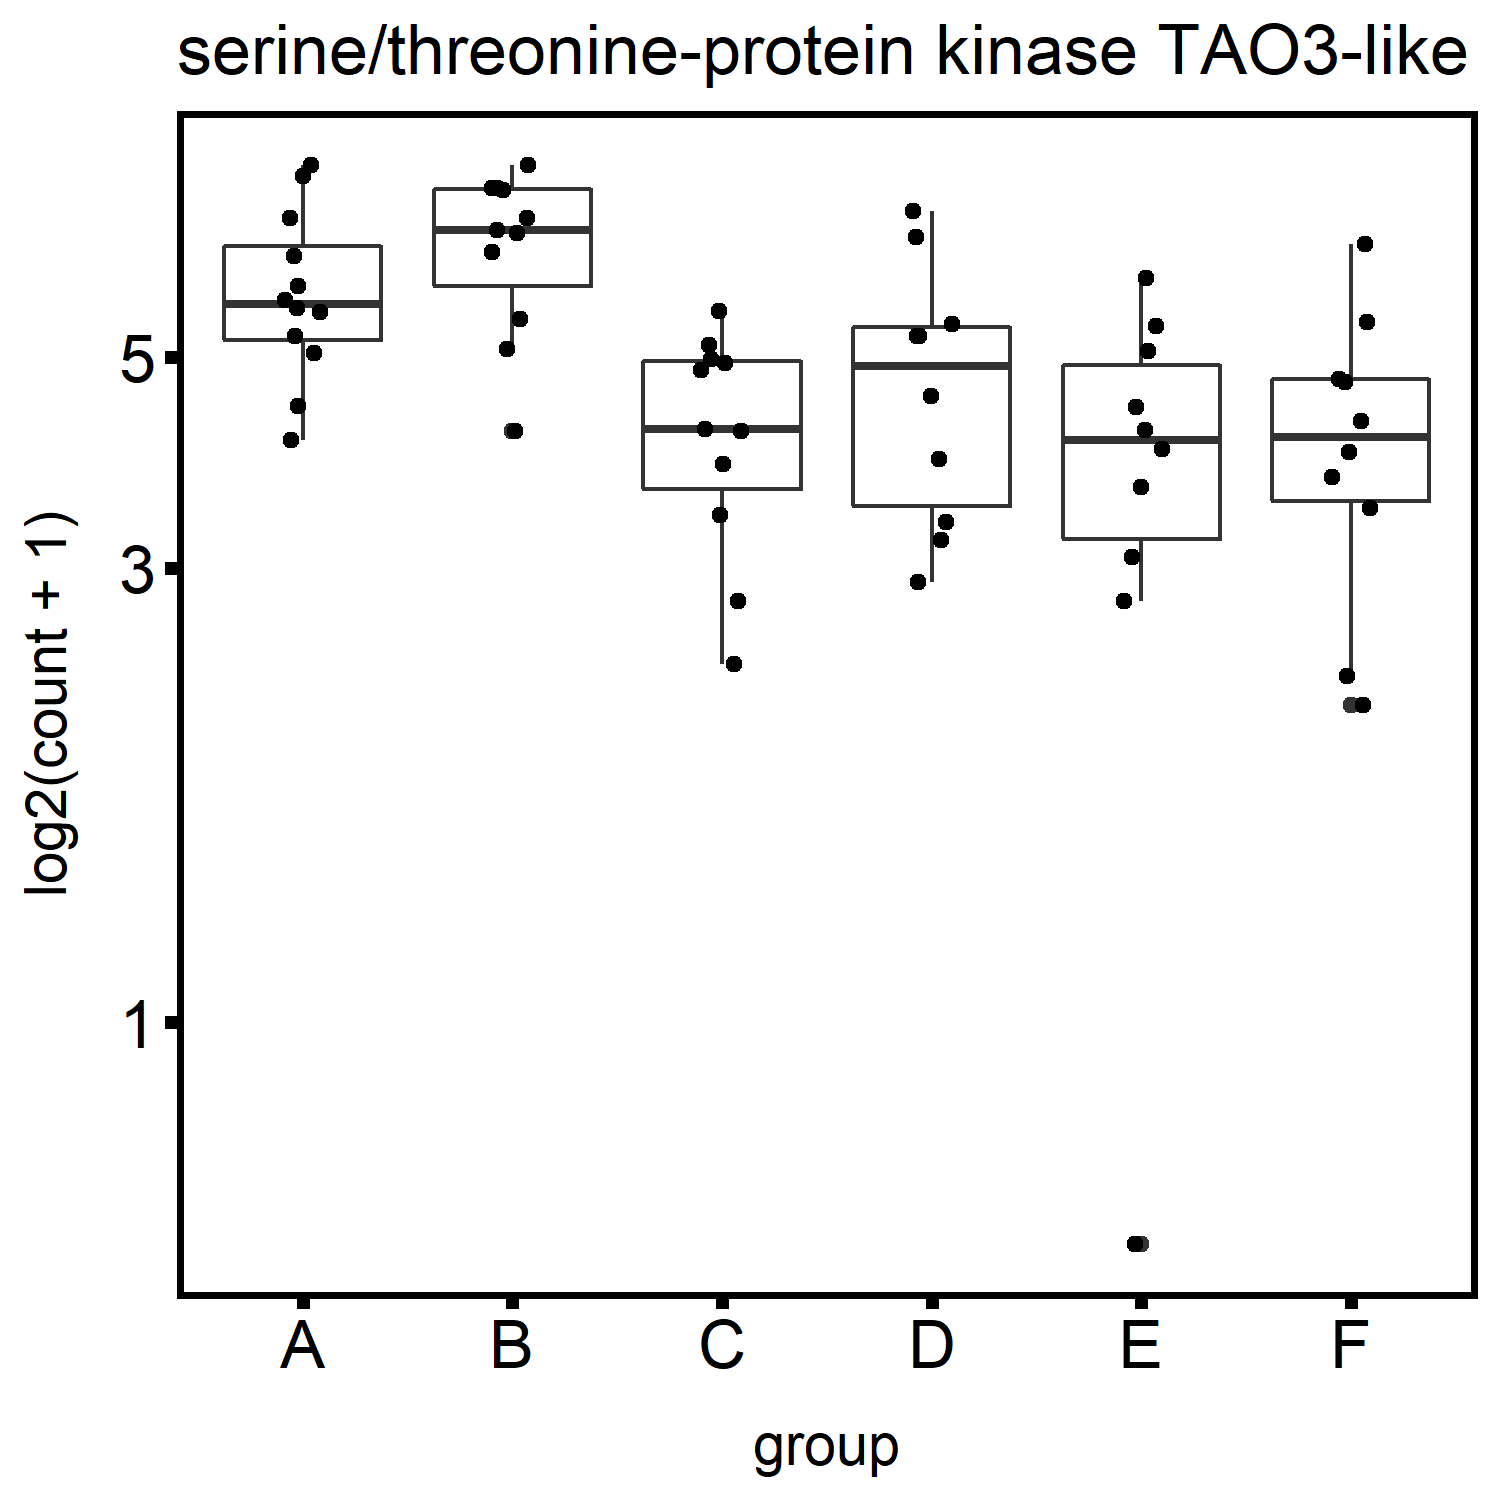 serine/threonine-protein kinase TAO3-like
log2(count + 1)
5
3
1
A B C D E F
group